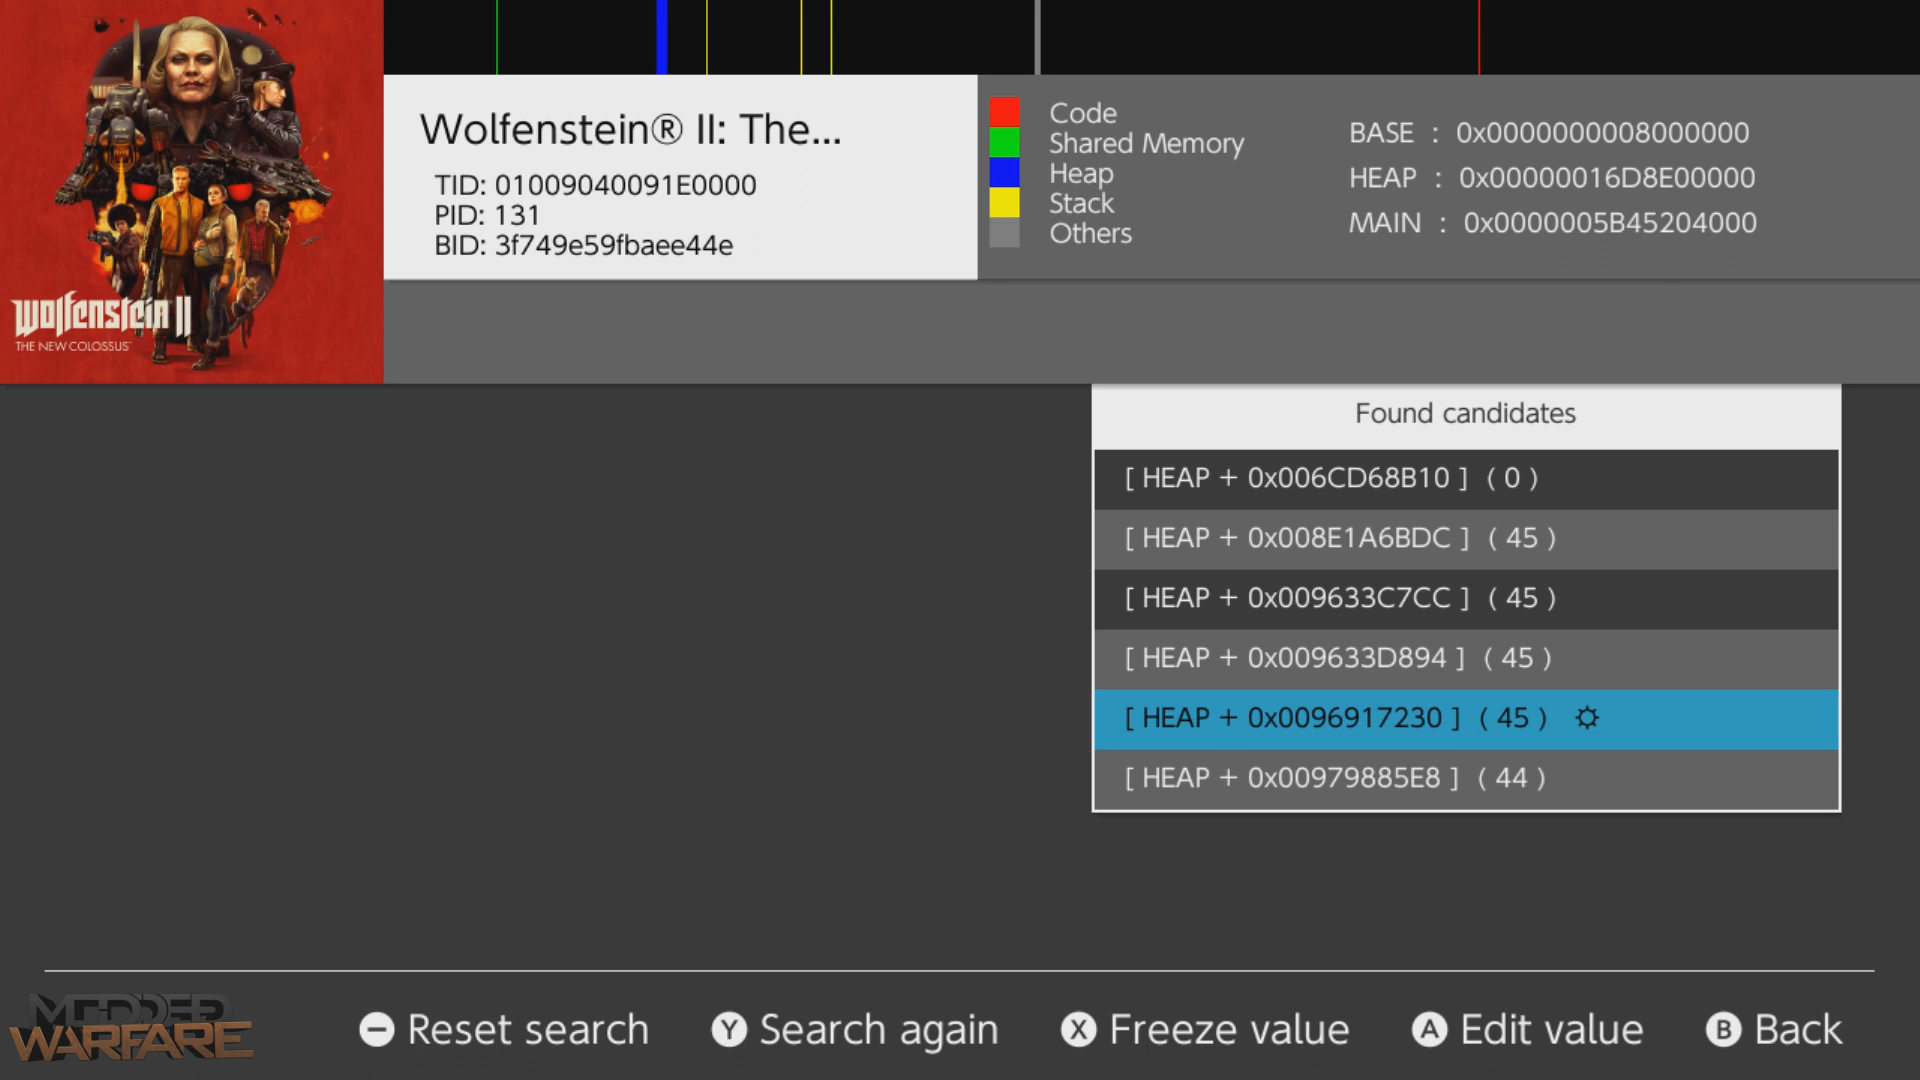 Wolfenstein® II: The...
TID: 01009040091E0000
PID: 131
BID: 3f749e59fbaee44e
Code
Shared Memory
Heap
Stack
Others
BASE : 0x0000000008000000
HEAP : 0x00000016D8E00000
MAIN : 0x0000005B45204000
Wolfenstein II
THE NEW COLOSSUS™
Found candidates
[ HEAP + 0x006CD68B10 ] ( 0 )
[ HEAP + 0x008E1A6BDC ] ( 45 )
[ HEAP + 0x009633C7CC ] ( 45 )
[ HEAP + 0x009633D894 ] ( 45 )
[ HEAP + 0x0096917230 ] ( 45 )
[ HEAP + 0x00979885E8 ] ( 44 )
MODDED
WARFARE
Reset search Y Search again X Freeze value A Edit value B Back